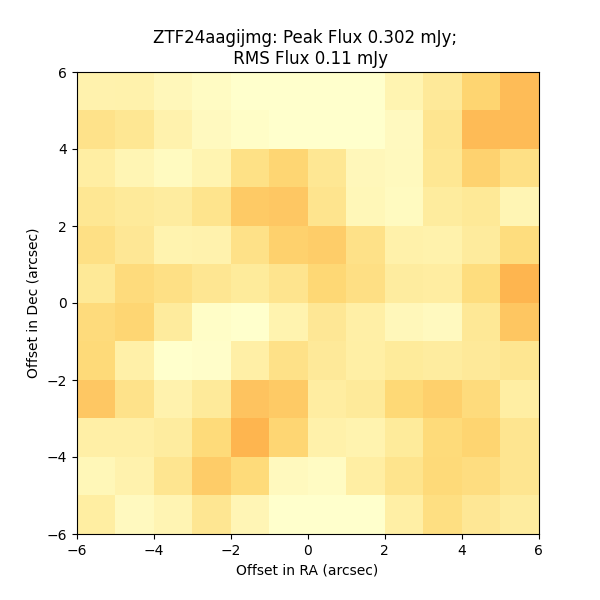 ZTF24aagijmg: Peak Flux 0.302 mJy;
RMS Flux 0.11 mJy
6
4
2
0
−2
−4
−6
Offset in Dec (arcsec)
−6 −4 −2 0 2 4 6
Offset in RA (arcsec)